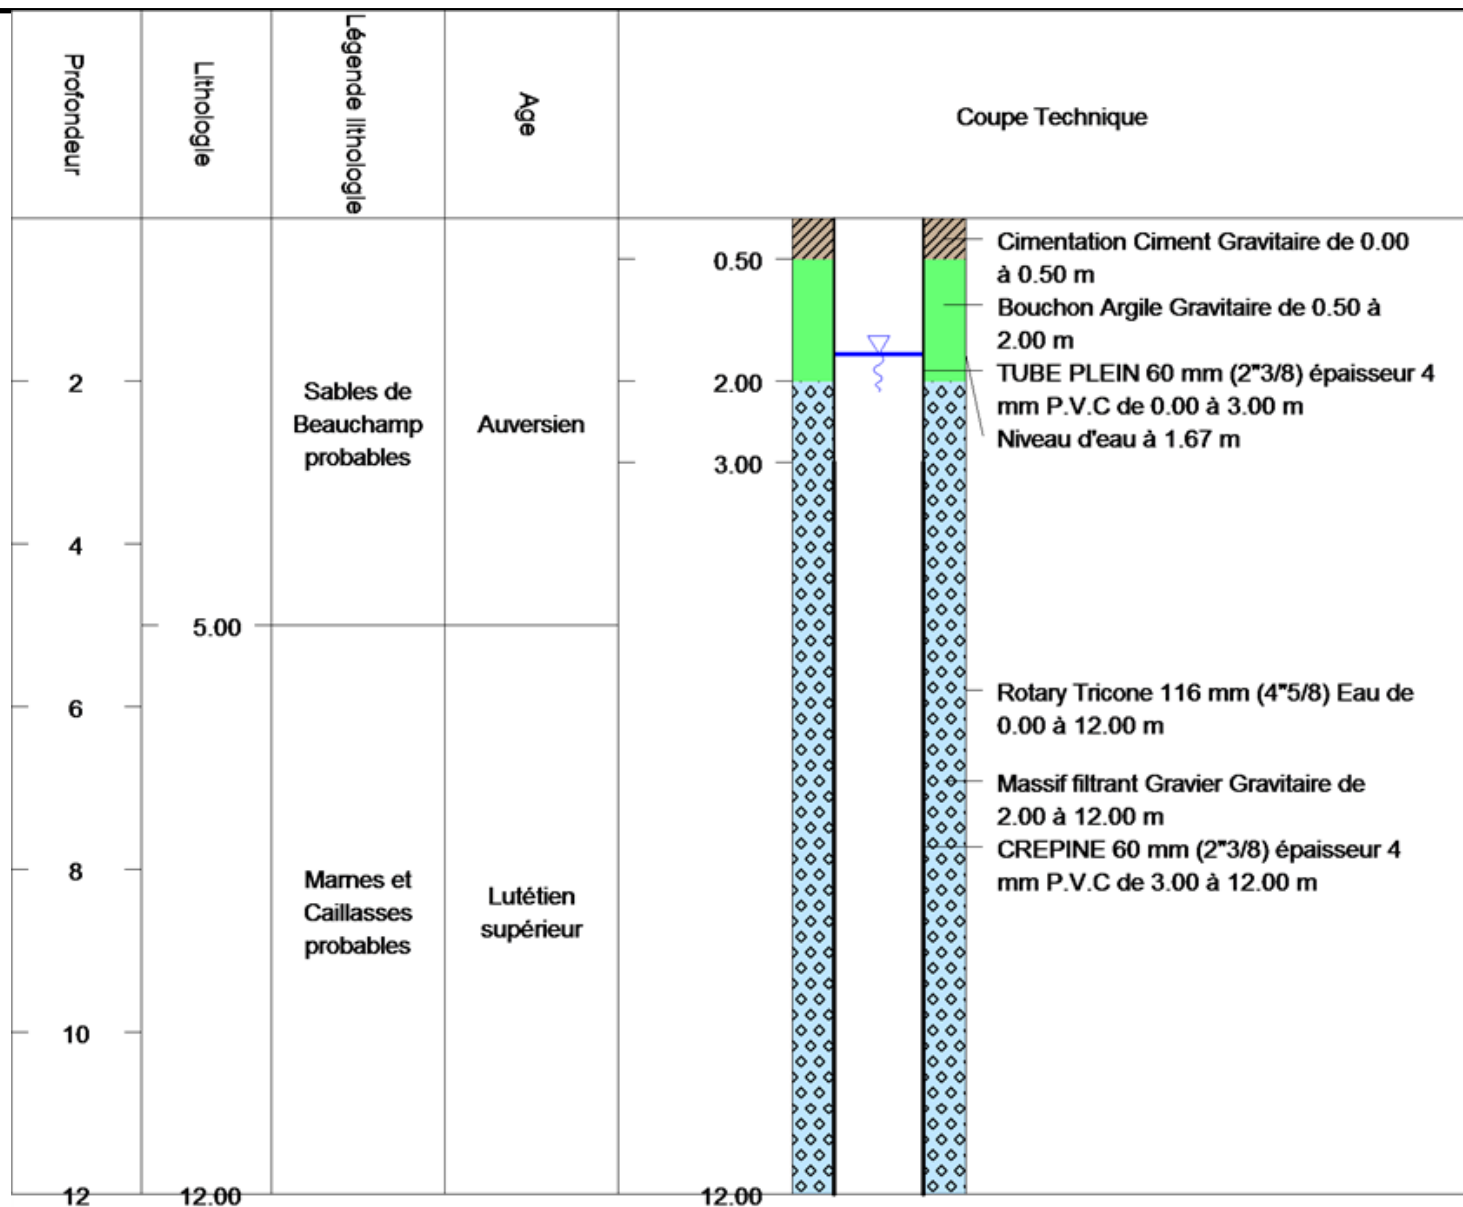 Profondeur
Lithologie
Légende lithologie
Age
Coupe Technique
0.50
2.00
3.00
12.00
2
4
6
8
10
12
5.00
12.00
Sables de
Beauchamp
probables
Auversien
Marnes et
Caillasses
probables
Lutétien
supérieur
Cimentation Ciment Gravitaire de 0.00
à 0.50 m
Bouchon Argile Gravitaire de 0.50 à
2.00 m
TUBE PLEIN 60 mm (2"3/8) épaisseur 4
mm P.V.C de 0.00 à 3.00 m
Niveau d'eau à 1.67 m
Rotary Tricone 116 mm (4"5/8) Eau de
0.00 à 12.00 m
Massif filtrant Gravier Gravitaire de
2.00 à 12.00 m
CREPINE 60 mm (2"3/8) épaisseur 4
mm P.V.C de 3.00 à 12.00 m